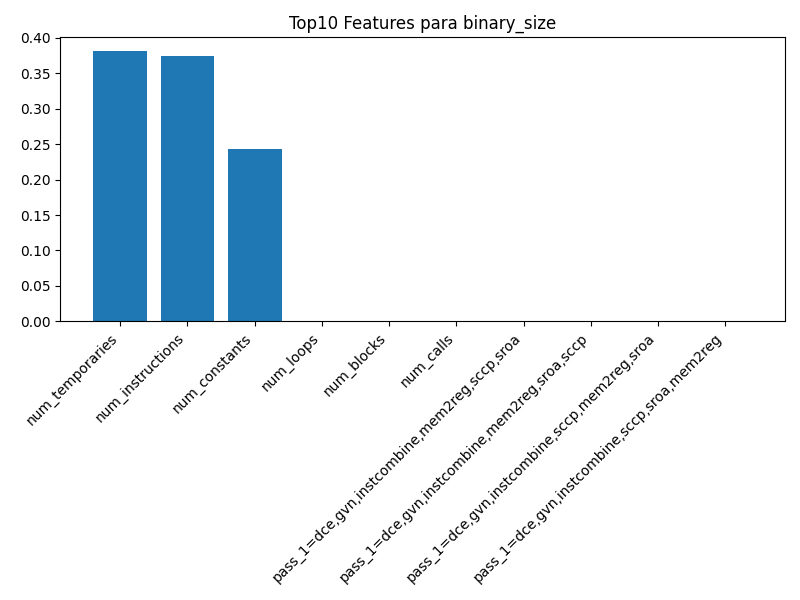 Top10 Features para binary_size
0.40
0.35
0.30
0.25
0.20
0.15
0.10
0.05
0.00
num_temporaries
num_instructions
num_constants
num_loops
num_blocks
num_calls
pass_1=dce,gvn,instcombine,mem2reg,sccp,sroa
pass_1=dce,gvn,instcombine,mem2reg,sroa,sccp
pass_1=dce,gvn,instcombine,sccp,mem2reg,sroa
pass_1=dce,gvn,instcombine,sccp,sroa,mem2reg